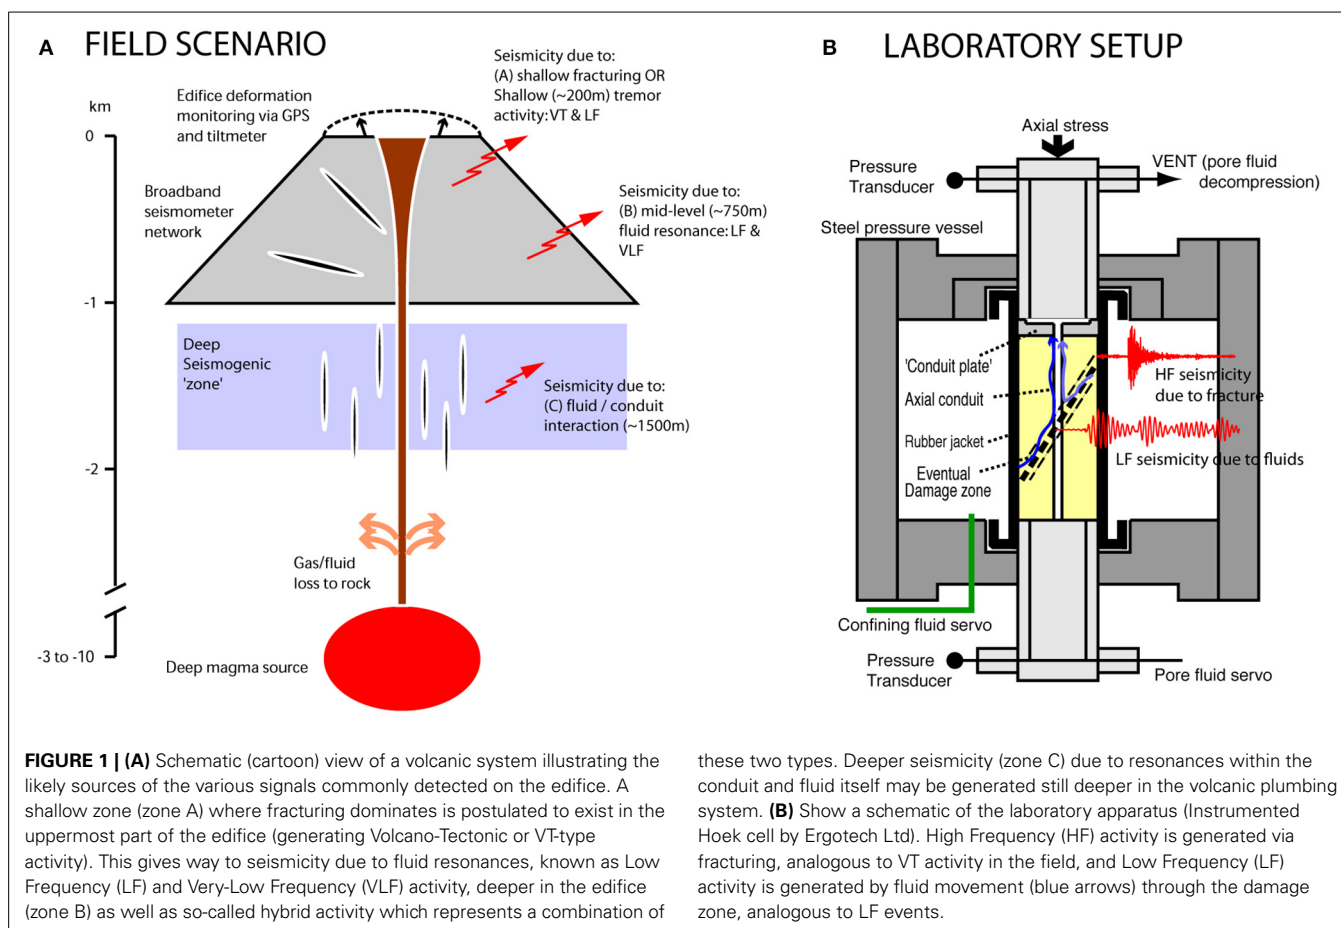 A FIELD SCENARIO
km
0
-1
-2
-3 to -10
Edifice deformation
monitoring via GPS
and tiltmeter
Broadband
seismometer
network
Seismicity due to:
(A) shallow fracturing OR
Shallow (~200m) tremor
activity: VT & LF
Seismicity due to:
(B) mid-level (~750m)
fluid resonance: LF &
VLF
Deep
Seismogenic
'zone'
Seismicity due to:
(C) fluid / conduit
interaction (~1500m)
Gas/fluid
loss to rock
Deep magma source
B LABORATORY SETUP
Axial stress
Pressure
Transducer
VENT (pore fluid
decompression)
Steel pressure vessel
'Conduit plate'
Axial conduit
Rubber jacket
Eventual
Damage zone
HF seismicity
due to fracture
LF seismicity due to fluids
Confining fluid servo
Pressure
Transducer
Pore fluid servo
FIGURE 1 | (A) Schematic (cartoon) view of a volcanic system illustrating the
likely sources of the various signals commonly detected on the edifice. A
shallow zone (zone A) where fracturing dominates is postulated to exist in the
uppermost part of the edifice (generating Volcano-Tectonic or VT-type
activity). This gives way to seismicity due to fluid resonances, known as Low
Frequency (LF) and Very-Low Frequency (VLF) activity, deeper in the edifice
(zone B) as well as so-called hybrid activity which represents a combination of
these two types. Deeper seismicity (zone C) due to resonances within the
conduit and fluid itself may be generated still deeper in the volcanic plumbing
system. (B) Show a schematic of the laboratory apparatus (Instrumented
Hoek cell by Ergotech Ltd). High Frequency (HF) activity is generated via
fracturing, analogous to VT activity in the field, and Low Frequency (LF)
activity is generated by fluid movement (blue arrows) through the damage
zone, analogous to LF events.